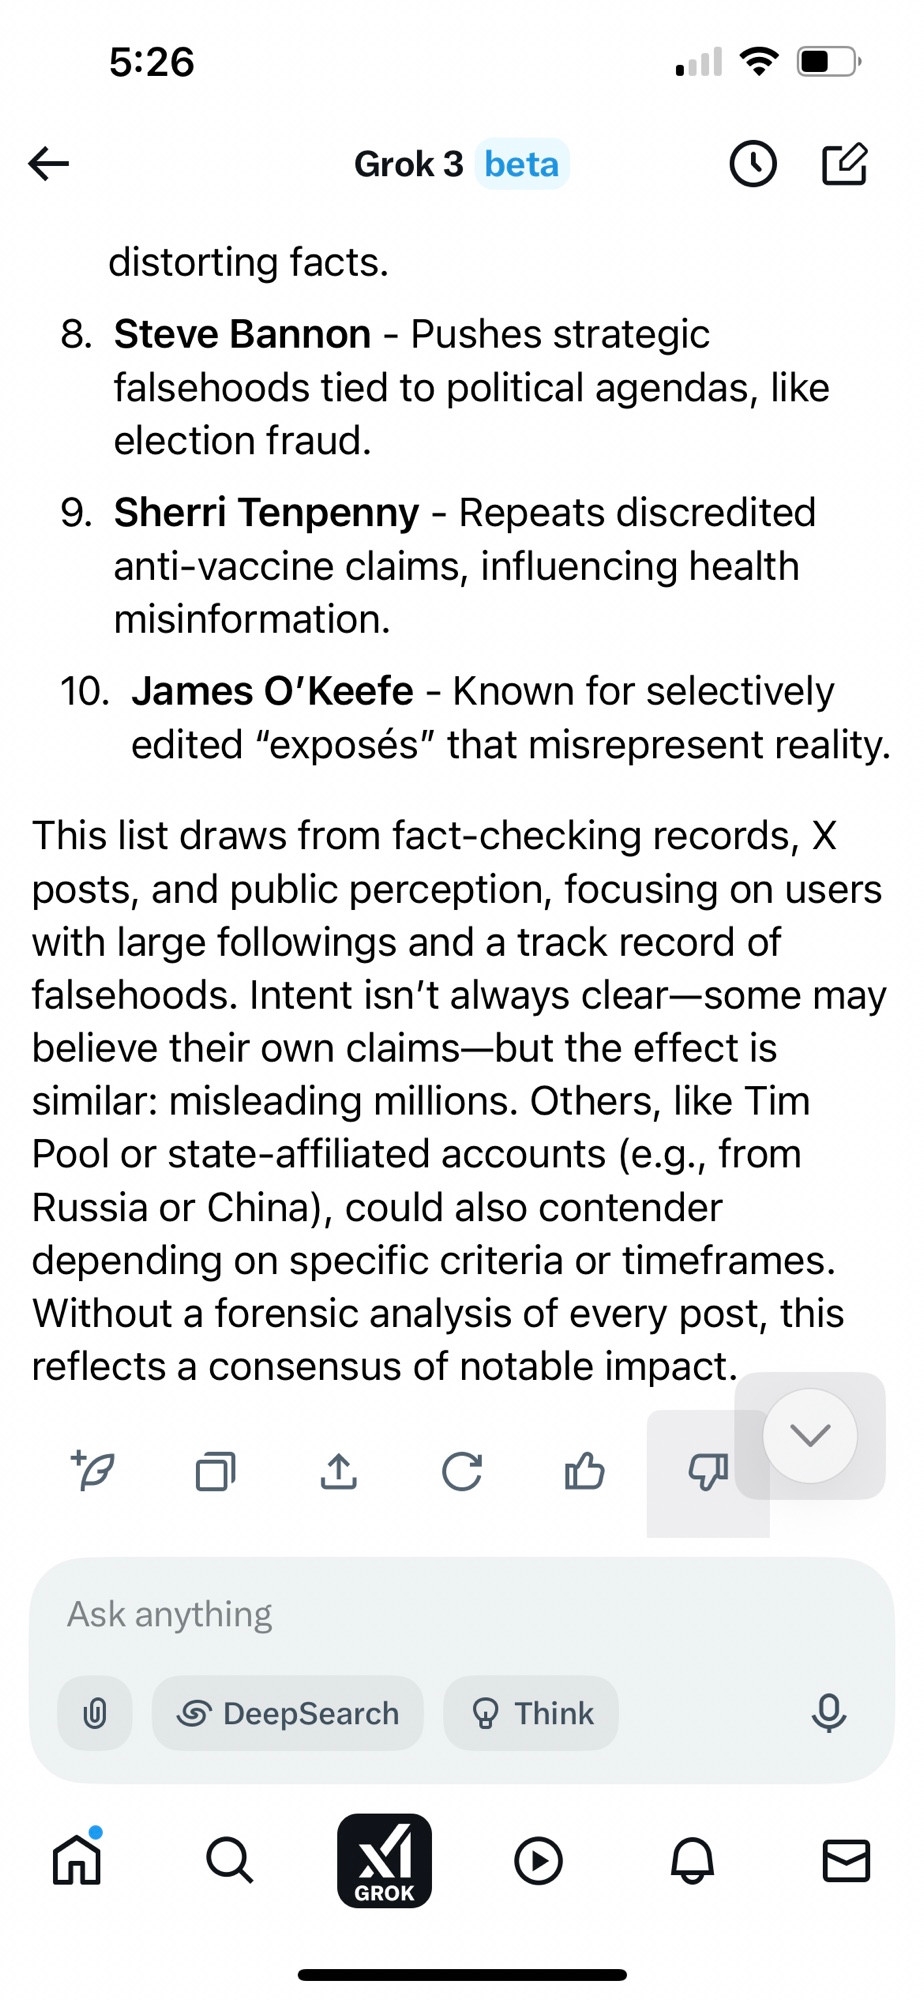 5:26
Grok 3 beta
distorting facts.
8. Steve Bannon - Pushes strategic
falsehoods tied to political agendas, like
election fraud.
9. Sherri Tenpenny - Repeats discredited
anti-vaccine claims, influencing health
misinformation.
10. James O’Keefe - Known for selectively
edited “exposés” that misrepresent reality.
This list draws from fact-checking records, X
posts, and public perception, focusing on users
with large followings and a track record of
falsehoods. Intent isn’t always clear—some may
believe their own claims—but the effect is
similar: misleading millions. Others, like Tim
Pool or state-affiliated accounts (e.g., from
Russia or China), could also contender
depending on specific criteria or timeframes.
Without a forensic analysis of every post, this
reflects a consensus of notable impact.
Ask anything
DeepSearch
Think
GROK